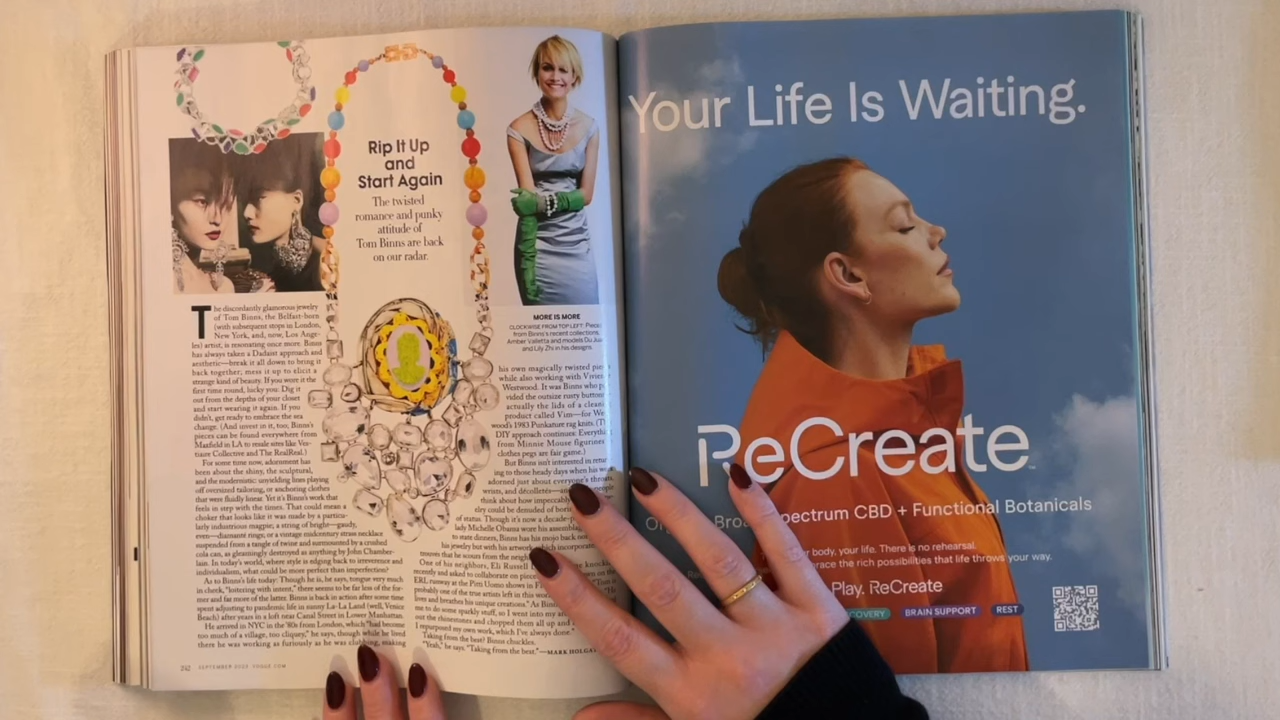 Rip It Up
and
Start Again
The twisted
romance and punky
attitude of
Tom Binns are back
on our radar.
MORE IS MORE
CLOCKWISE FROM TOP LEFT: Pieces
from Binns's recent collections.
Amber Valletta and models Du Juan
and Lily Zhi in his designs.
The discordantly glamorous jewelry
of Tom Binns, the Belfast-born
(with subsequent stops in London,
New York, and, now, Los Ange-
les) artist, is resonating once more. Binns
has always taken a Dadaist approach and
aesthetic—break it all down to bring it
back together; mess it up to elicit a
strange kind of beauty. If you wore it the
first time round, lucky you: Dig it
out from the depths of your closet
and start wearing it again. If you
didn't, get ready to embrace the sea
change. (And invest in it, too; Binns's
pieces can be found everywhere from
Maxfield in LA to resale sites like Ves-
tiaire Collective and The RealReal.)
For some time now, adornment has
been about the shiny, the sculptural,
and the modernist: unyielding lines playing
off oversized tailoring, or anchoring clothes
that were fluidly linear. Yet it's Binns's work that
feels in step with the times. That could mean a
choker that looks like it was made by a particu-
larly industrious magpie; a string of bright—gaudy,
even—diamanté rings, or a vintage midcentury stress necklace
suspended from a tangle of twine and surmounted by a crushed
cola can, as gleamingly destroyed as anything by John Chamber-
lain. In today's world, where style is edging back to irreverence and
individualism, what could be more perfect than imperfection?
As to Binns's life today: Though he is, he says, tongue very much
in cheek, "loitering with intent," there seems to be far less of the for-
mer and far more of the latter. Binns is back in action after some time
spent adjusting to pandemic life in sunny La-La Land (well, Venice
Beach) after years in a loft near Canal Street in Lower Manhattan.
He arrived in NYC in the '80s from London, which "had become
too much of a village, too cliquey," he says, though while he lived
there he was working as furiously as he was clubbing, making
his own magically twisted
while also working with
Westwood. It was Binns who
vided the outsize rusty buttons
actually the lids of a
product called Vim—for
wood's 1983 Punkature rag knits. (
DIY approach continues:
from Minnie Mouse figurines
clothes pegs are fair game.)
But Binns isn't interested in
ing to those heady days when his
adorned just about everyone's throats,
wrists, and décolletés—
think about how impeccably
tley could be denuded of
of status. Though it's now a decade-
lady Michelle Obama wore his
to state dinners, Binns has his mojo back
his jewelry but with his artwork, which incorporates
that he scours from the
One of his neighbors, Eli Russell
recently and asked to collaborate on pieces
ERL runway at the Pitti Uomo shows in
probably one of the true artists left in this
lives and breathes his unique creations." As
me to do some sparkly stuff, so I went into my
out the rhinestones and chopped them all up and
I repurposed my own work, which I've always done."
Taking from the best? Binns chuckles.
"Yeah," he says. "Taking from the best."—MARK
242 SEPTEMBER VOGUE.COM
Your Life Is Waiting.
ReCreate
Spectrum CBD + Functional Botanicals
body, your life. There is no rehearsal.
the rich possibilities that life throws your way.
Play. ReCreate
BRAIN SUPPORT REST